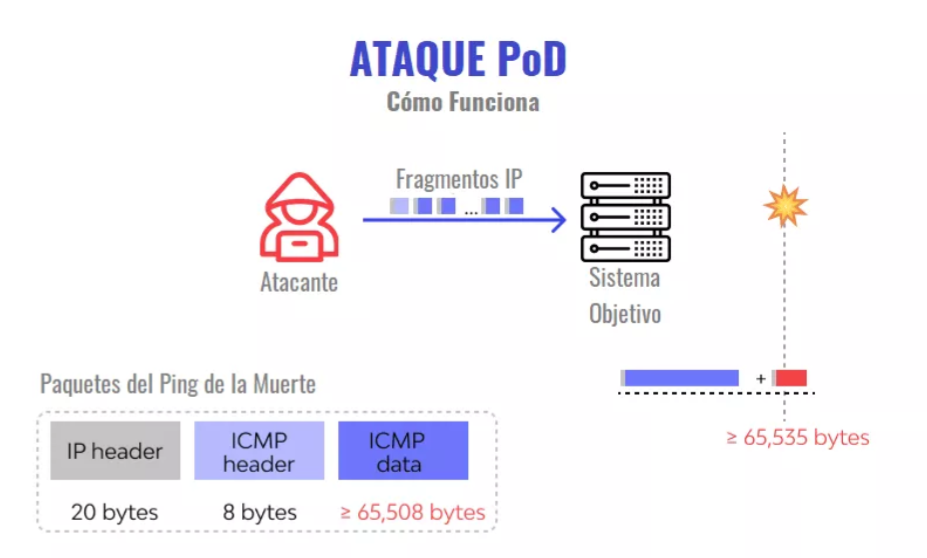 ATAQUE PoD
Cómo Funciona
Fragmentos IP
...
Atacante
Sistema
Objetivo
+
≥ 65,535 bytes
Paquetes del Ping de la Muerte
IP header
ICMP
header
ICMP
data
20 bytes
8 bytes
≥ 65,508 bytes